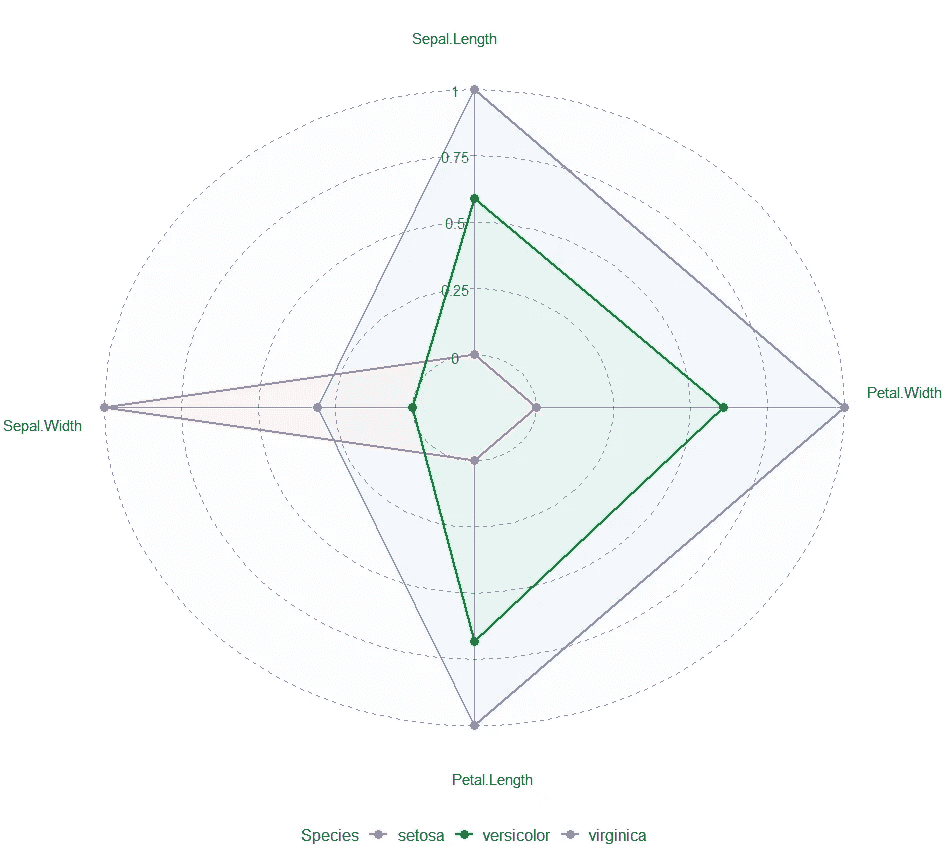 Sepal.Length
1
0.75
0.5
0.25
0
Petal.Width
Sepal.Width
Petal.Length
Species setosa versicolor virginica